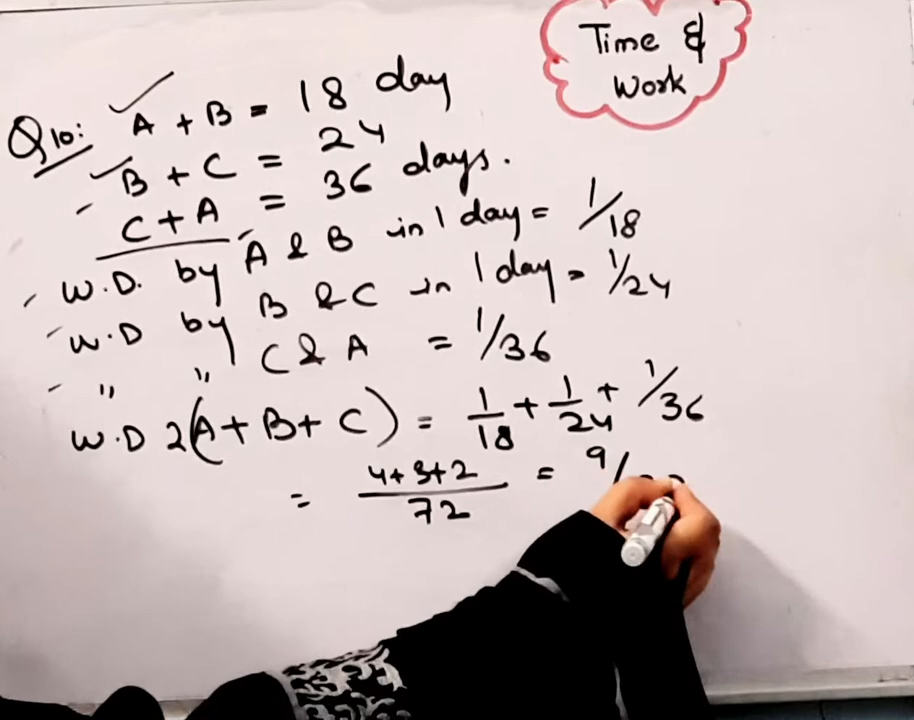 Time &
Work
Q10: A + B = 18 day
B + C = 24
C + A = 36 days.
W.D. by A & B in 1 day = 1/18
W.D by B & C in 1 day = 1/24
" " C & A = 1/36
W.D 2(A + B + C) = 1/18 + 1/24 + 1/36
= 4+3+2/72 = 9/